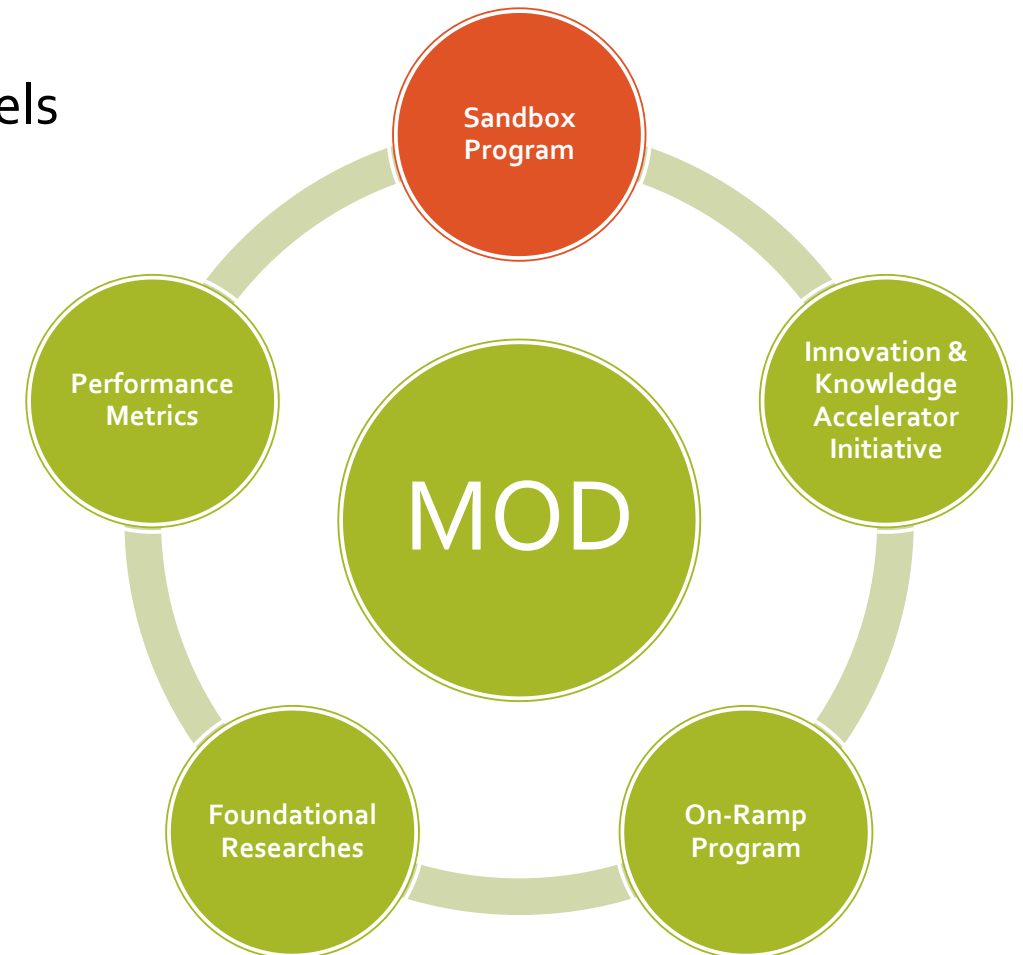 els
Sandbox
Program
Innovation &
Knowledge
Accelerator
Initiative
Performance
Metrics
MOD
Foundational
Researches
On-Ramp
Program